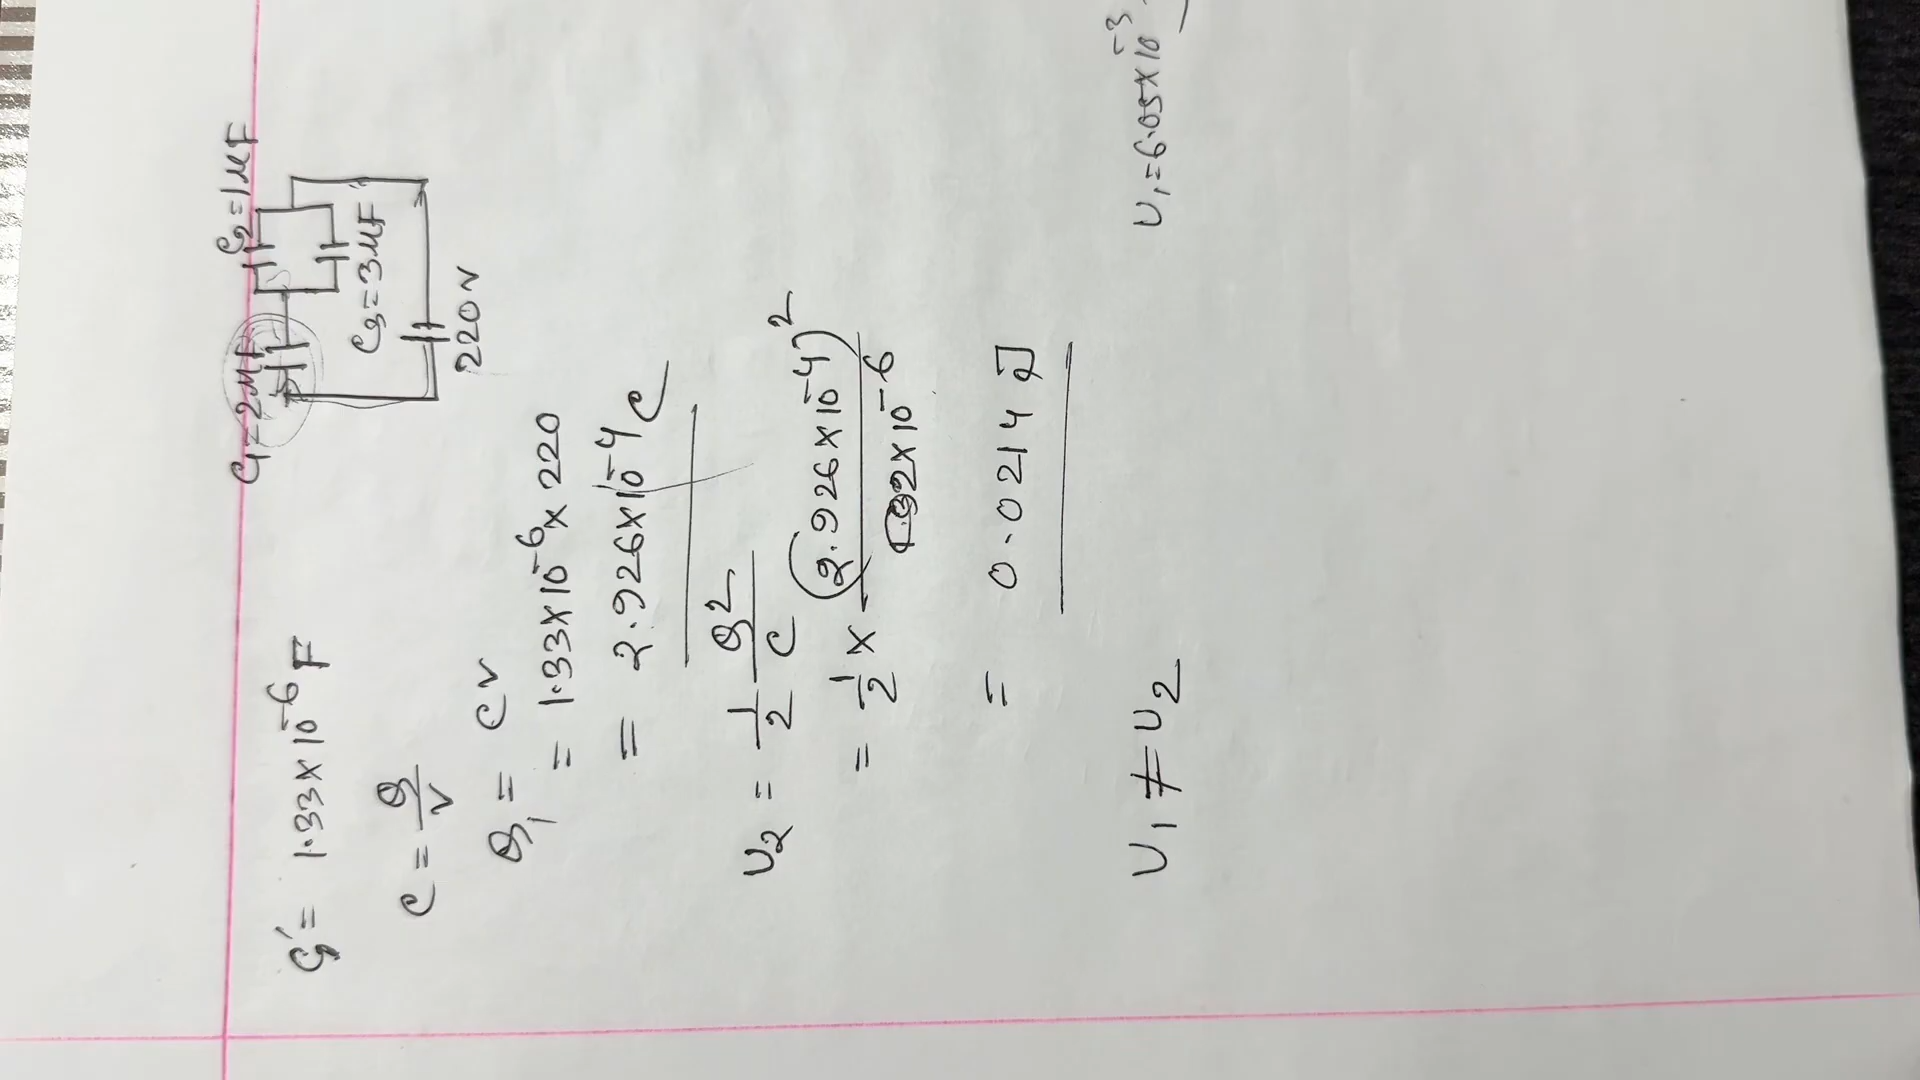 C₁=2μF
C₂=1μF
C₃=3μF
220V
= 1.33×10⁻⁶F
C = Q/V
Q₁ = CV
= 1.33×10⁻⁶×220
= 2.926×10⁻⁴C
U₂ = 1/2 Q²/C
= 1/2 × (2.926×10⁻⁴)²/2×10⁻⁶
= 0.0214 J
U₁ ≠ U₂
U₁=6.05×10⁻³